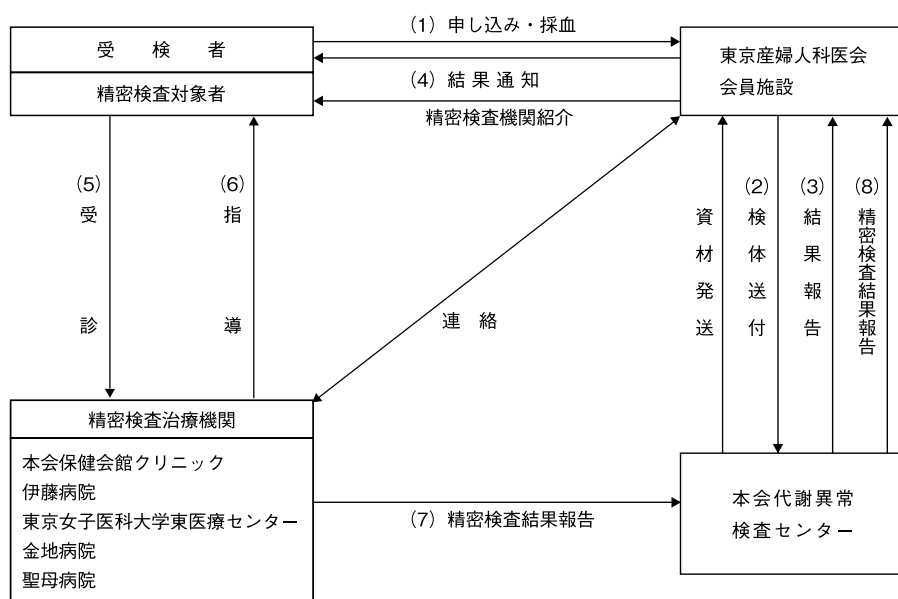 受検者
精密検査対象者
(1) 申し込み・採血
(4) 結果通知
精密検査機関紹介
東京産婦人科医会
会員施設
(5) 受診
(6) 指導
連絡
資材発送
(2) 検体送付
(3) 結果報告
(8) 精密検査結果報告
精密検査治療機関
本会保健会館クリニック
伊藤病院
東京女子医科大学東医療センター
金地病院
聖母病院
(7) 精密検査結果報告
本会代謝異常
検査センター